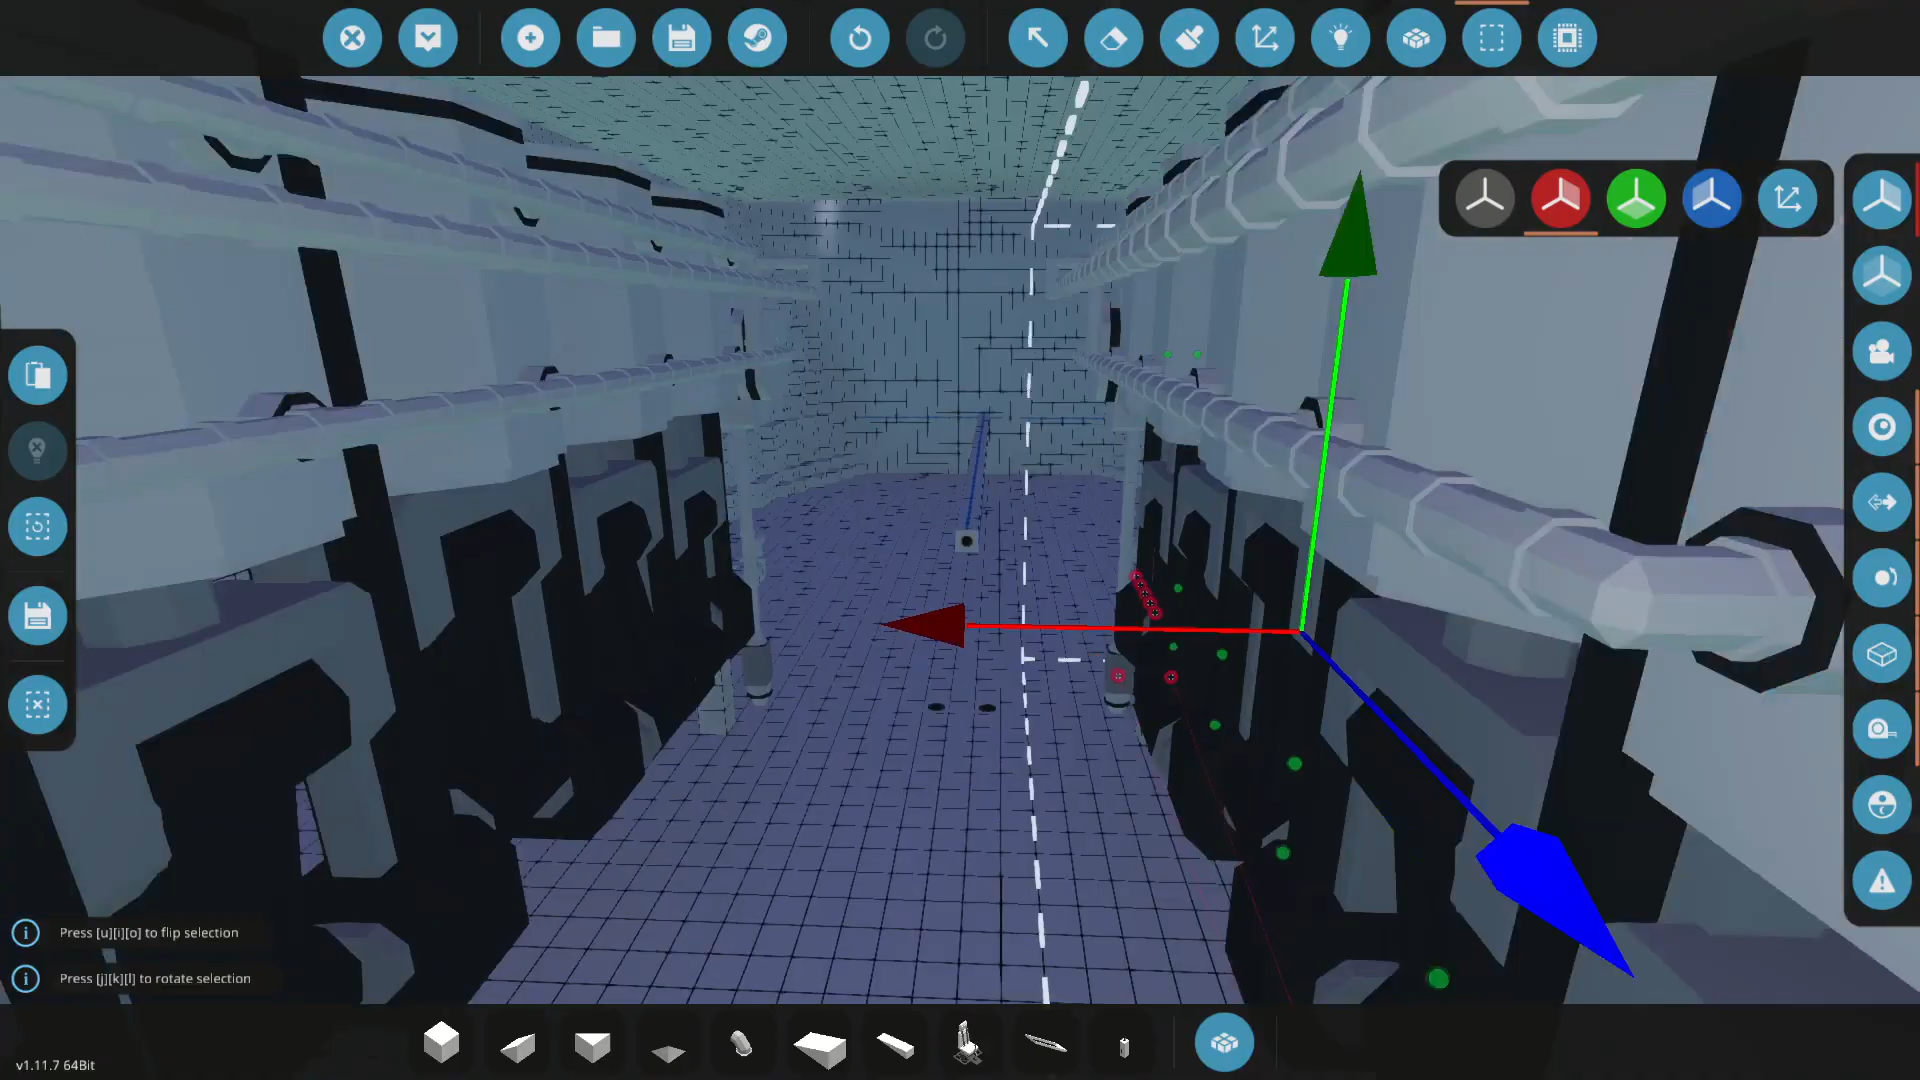 Press [u][i][o] to flip selection
Press [j][k][l] to rotate selection
v1.11.7 64Bit